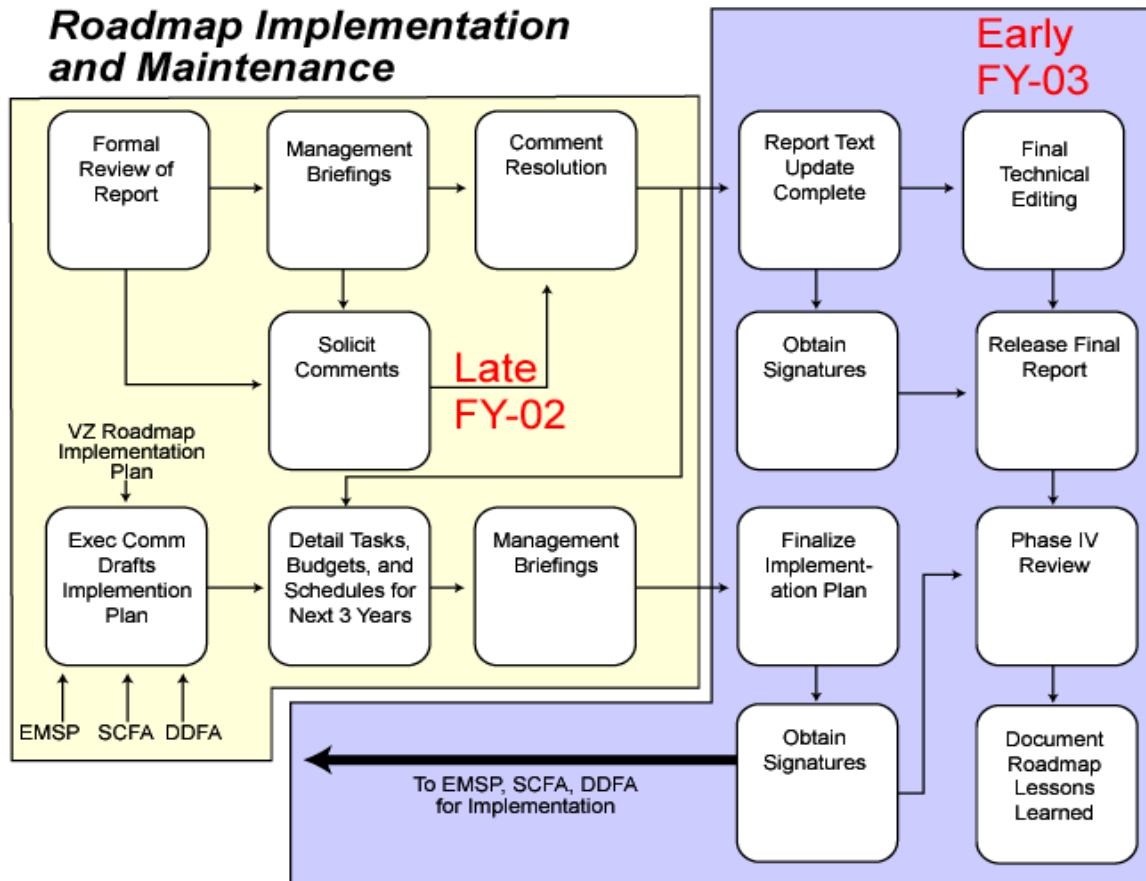 Roadmap Implementation
and Maintenance
Early
FY-03
Formal
Review of
Report
Management
Briefings
Comment
Resolution
Report Text
Update
Complete
Final
Technical
Editing
Solicit
Comments
Late
FY-02
Obtain
Signatures
Release Final
Report
VZ Roadmap
Implementation
Plan
Exec Comm
Drafts
Implemention
Plan
Detail Tasks,
Budgets, and
Schedules for
Next 3 Years
Management
Briefings
Finalize
Implement-
ation Plan
Phase IV
Review
EMSP
SCFA
DDFA
Obtain
Signatures
Document
Roadmap
Lessons
Learned
To EMSP, SCFA, DDFA
for Implementation